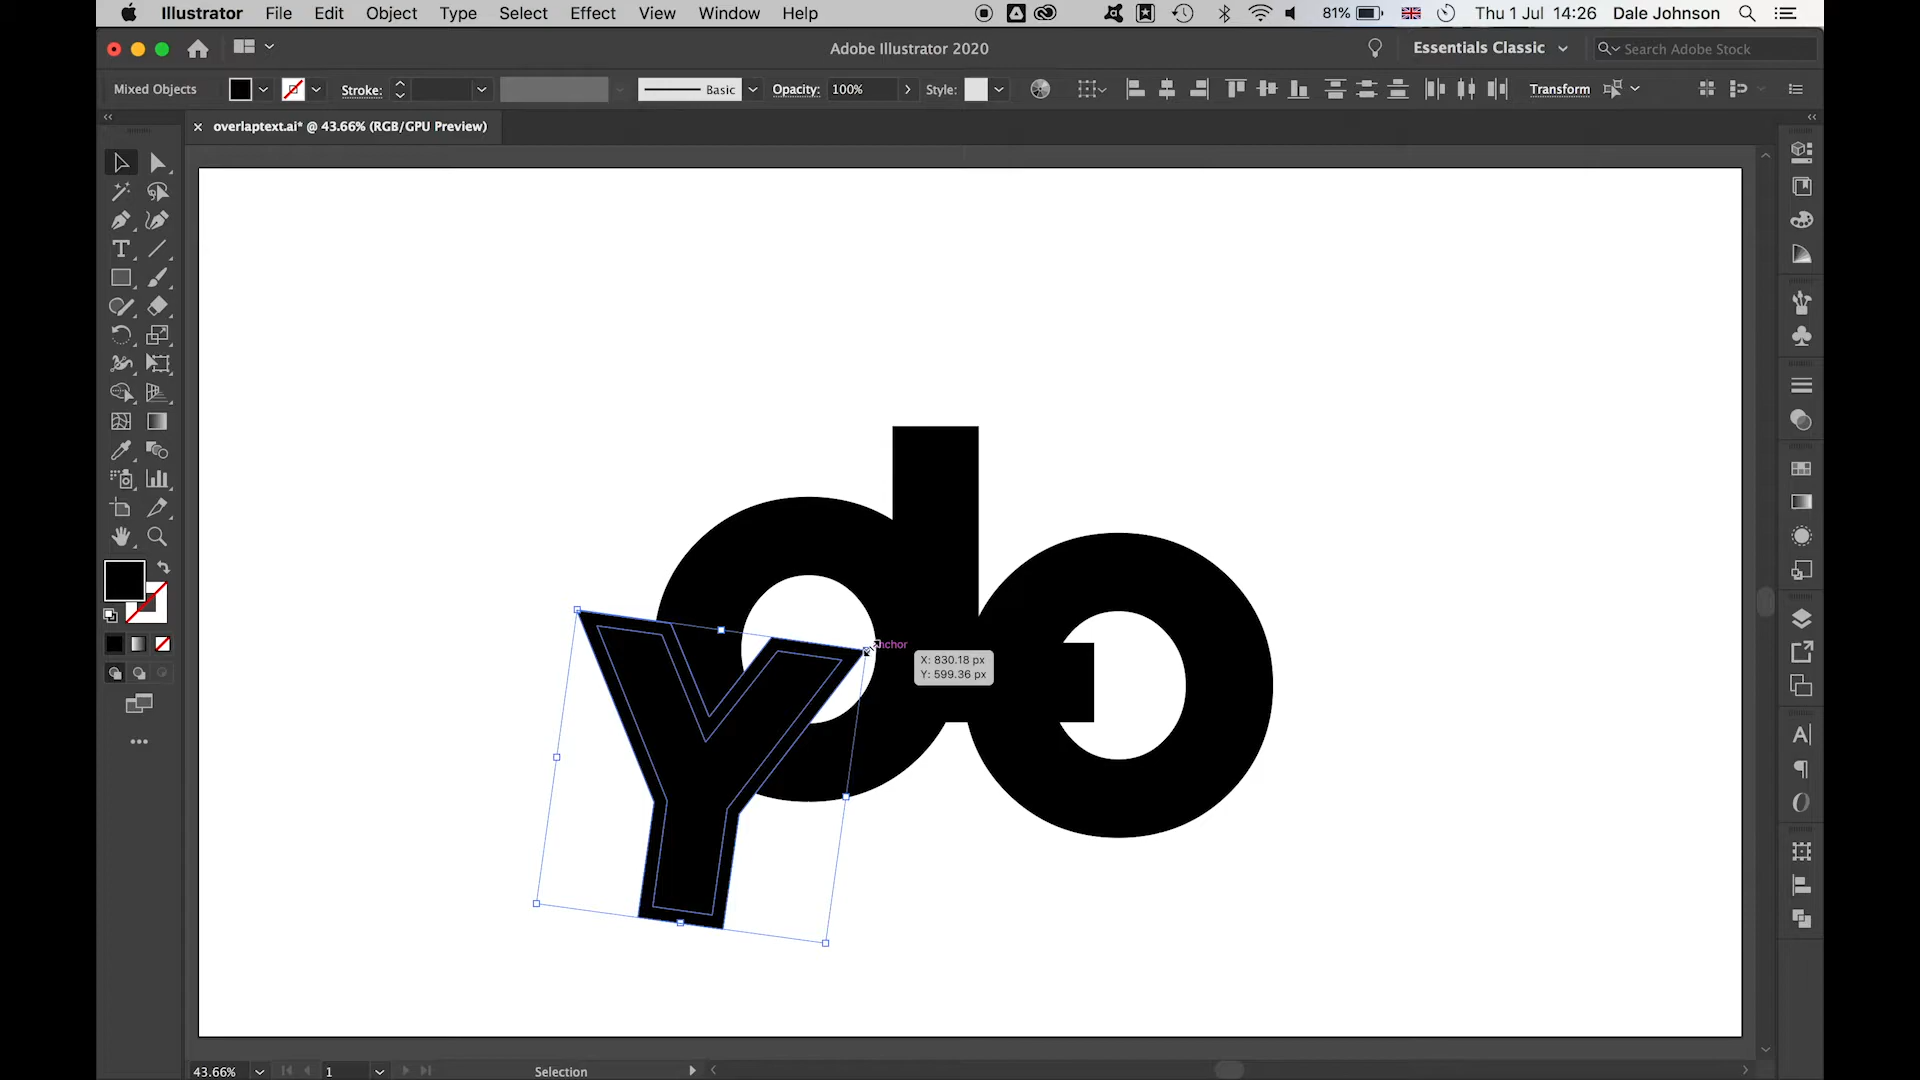 Illustrator File Edit Object Type Select Effect View Window Help 81% Thu 1 Jul 14:26 Dale Johnson
Adobe Illustrator 2020 Essentials Classic Search Adobe Stock
Mixed Objects Stroke: Basic Opacity: 100% Style: Transform
overlaptext.ai* @ 43.66% (RGB/GPU Preview)
d
o
Y
nchor
X: 830.18 px
Y: 599.36 px
43.66% 1 Selection